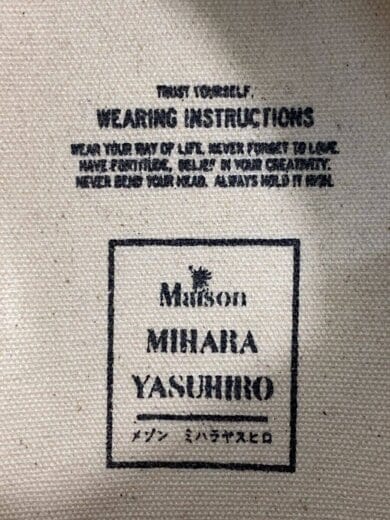 TRUST YOURSELF.
WEARING INSTRUCTIONS
WEAR YOUR WAY OF LIFE. NEVER FORGET TO LOVE.
HAVE FORTITUDE, BELIEF IN YOUR CREATIVITY.
NEVER BEND YOUR HEAD. ALWAYS HOLD IT HIGH.
Maison
MIHARA
YASUHIRO
メゾン ミハラヤスヒロ